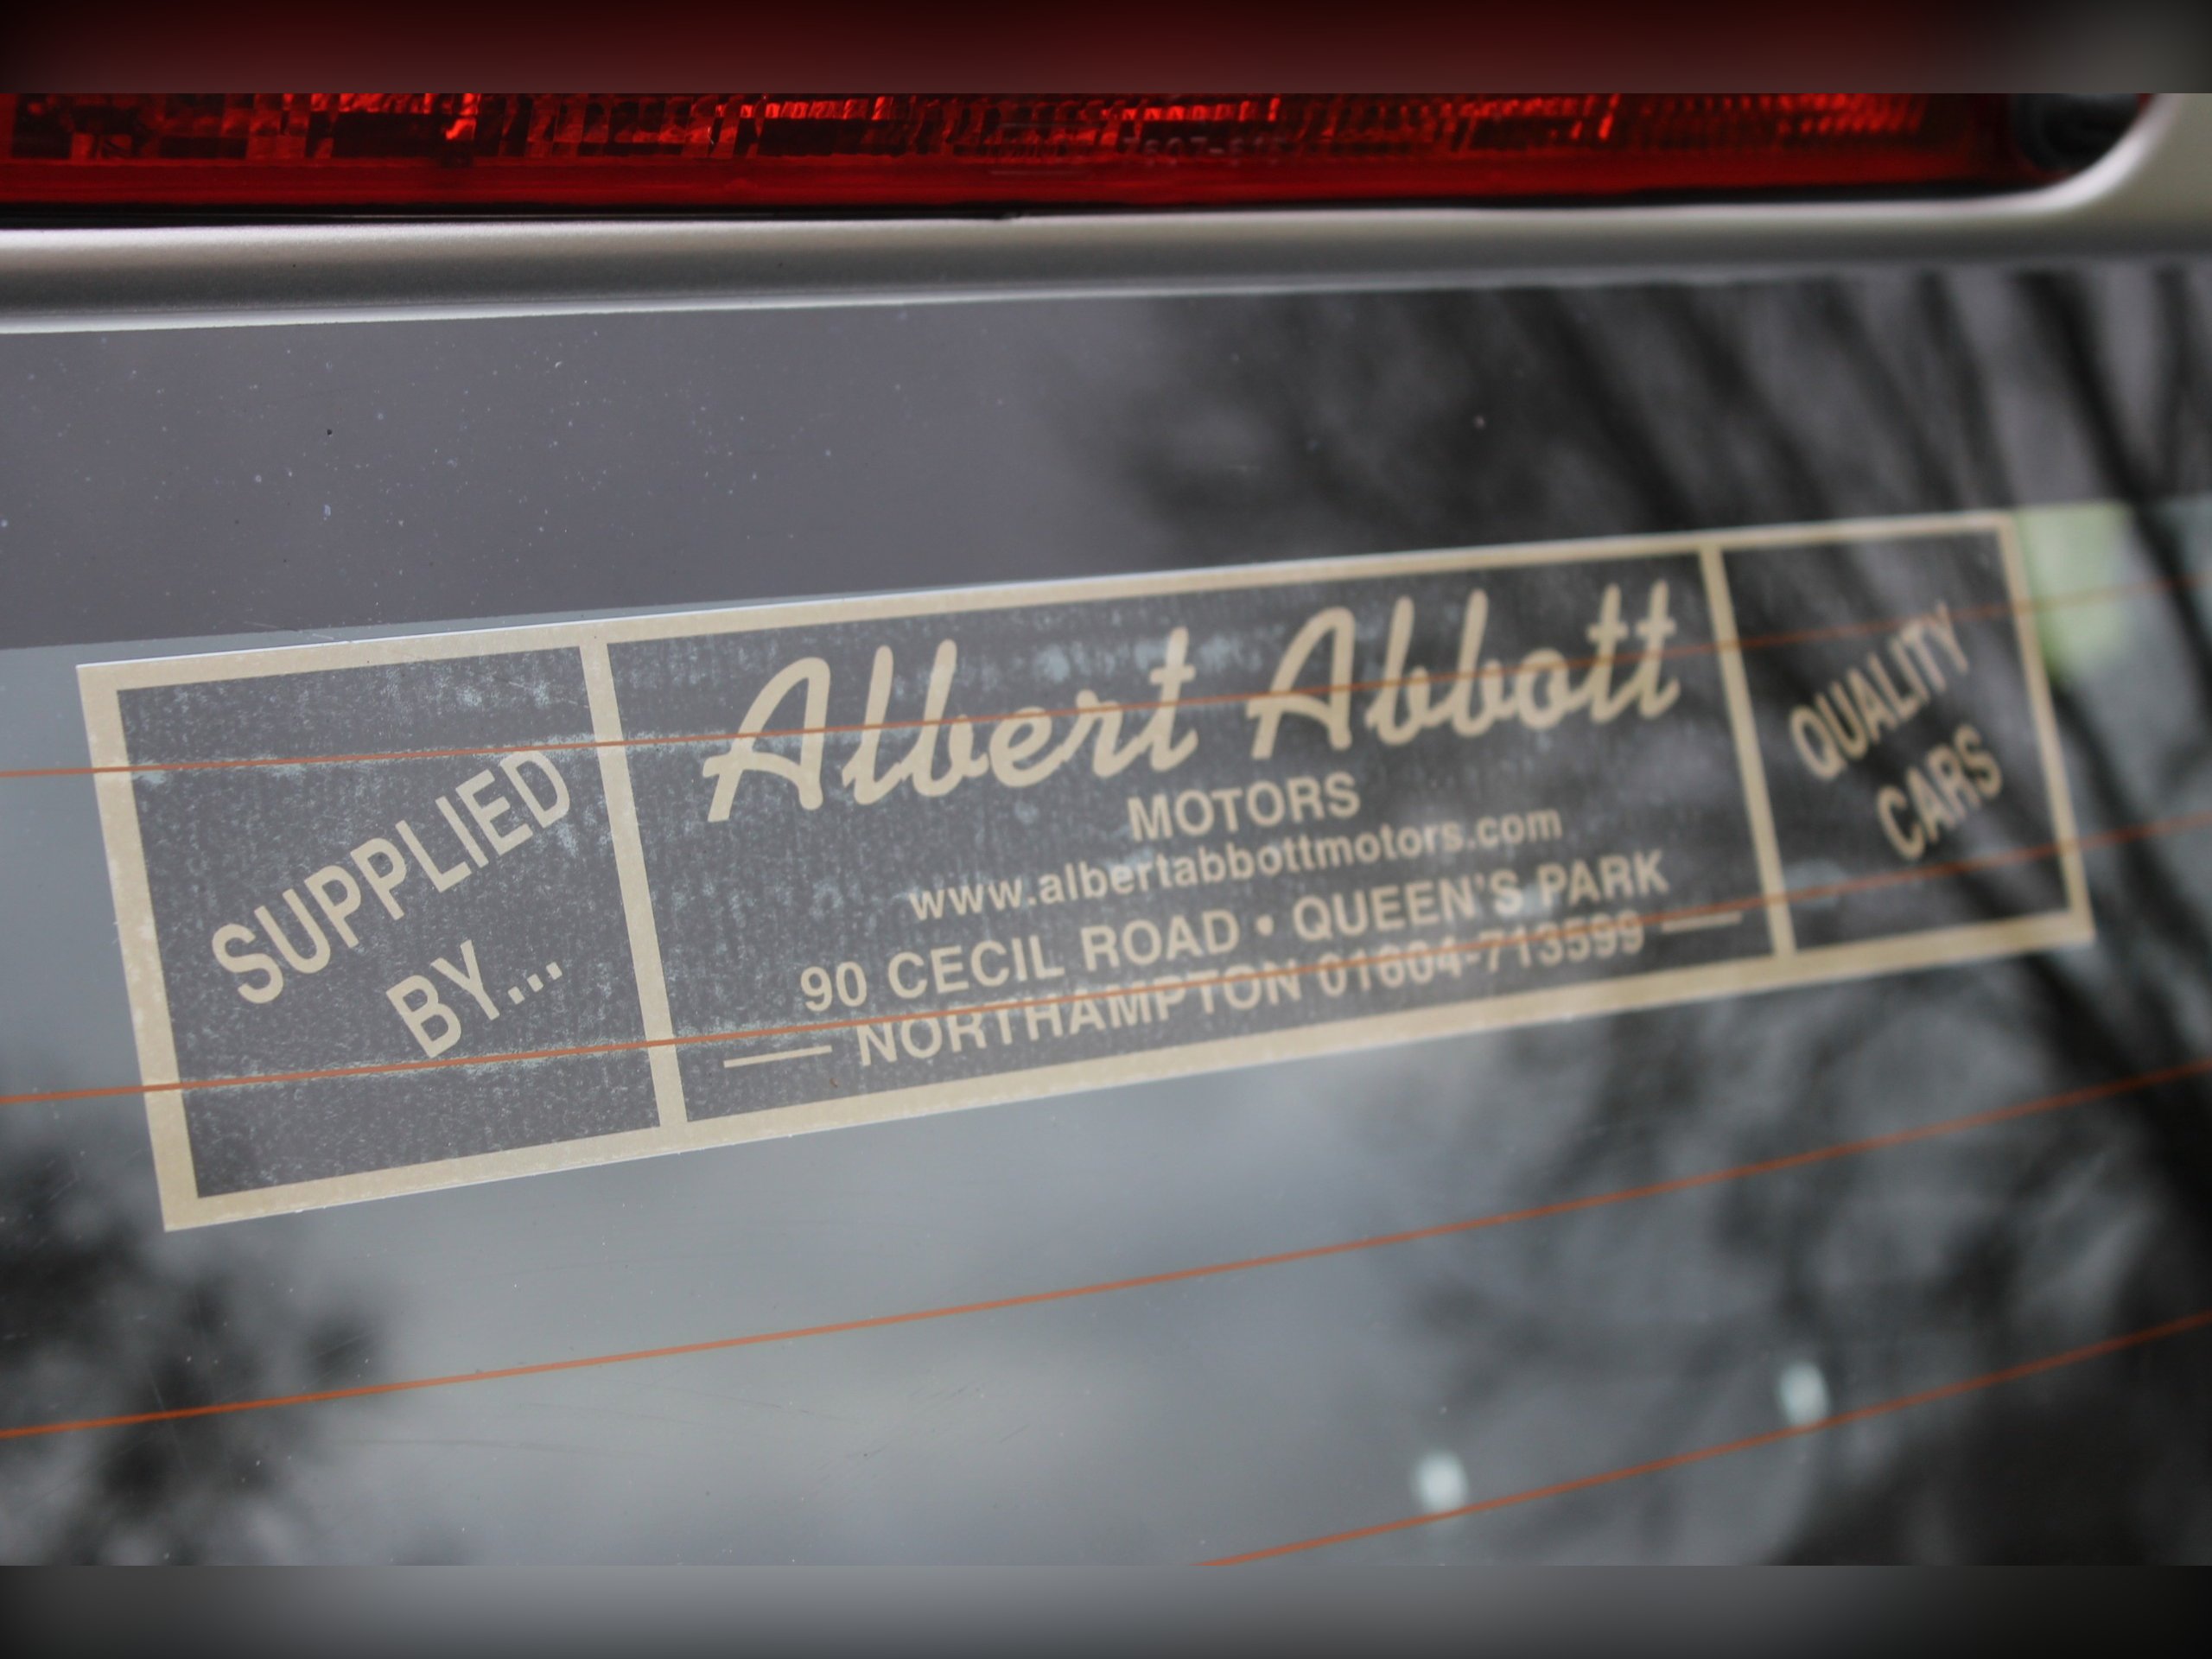 SUPPLIED
BY...
Albert Abbott
MOTORS
www.albertabbottmotors.com
90 CECIL ROAD • QUEEN'S PARK
NORTHAMPTON 01604-713599
QUALITY
CARS